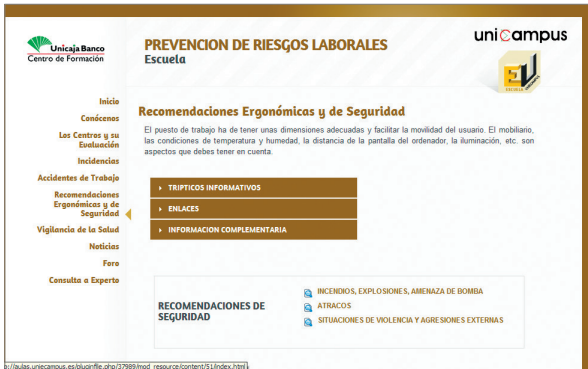 Unicaja Banco
Centro de Formación
PREVENCION DE RIESGOS LABORALES
Escuela
unicampus
Inicio
Conócenos
Los Centros y su
Evaluación
Incidencias
Accidentes de Trabajo
Recomendaciones
Ergonómicas y de
Seguridad
Vigilancia de la Salud
Noticias
Foro
Consulta a Experto
Recomendaciones Ergonómicas y de Seguridad
El puesto de trabajo ha de tener unas dimensiones adecuadas y facilitar la movilidad del usuario. El mobiliario,
las condiciones de temperatura y humedad, la distancia de la pantalla del ordenador, la iluminación, etc. son
aspectos que debes tener en cuenta.
TRIPTICOS INFORMATIVOS
ENLACES
INFORMACION COMPLEMENTARIA
RECOMENDACIONES DE
SEGURIDAD
INCENDIOS, EXPLOSIONES, AMENAZA DE BOMBA
ATRACOS
SITUACIONES DE VIOLENCIA Y AGRESIONES EXTERNAS
p://aulas.uniecampus.es/pluginfile.php/37989/mod_resource/content/51/index.html